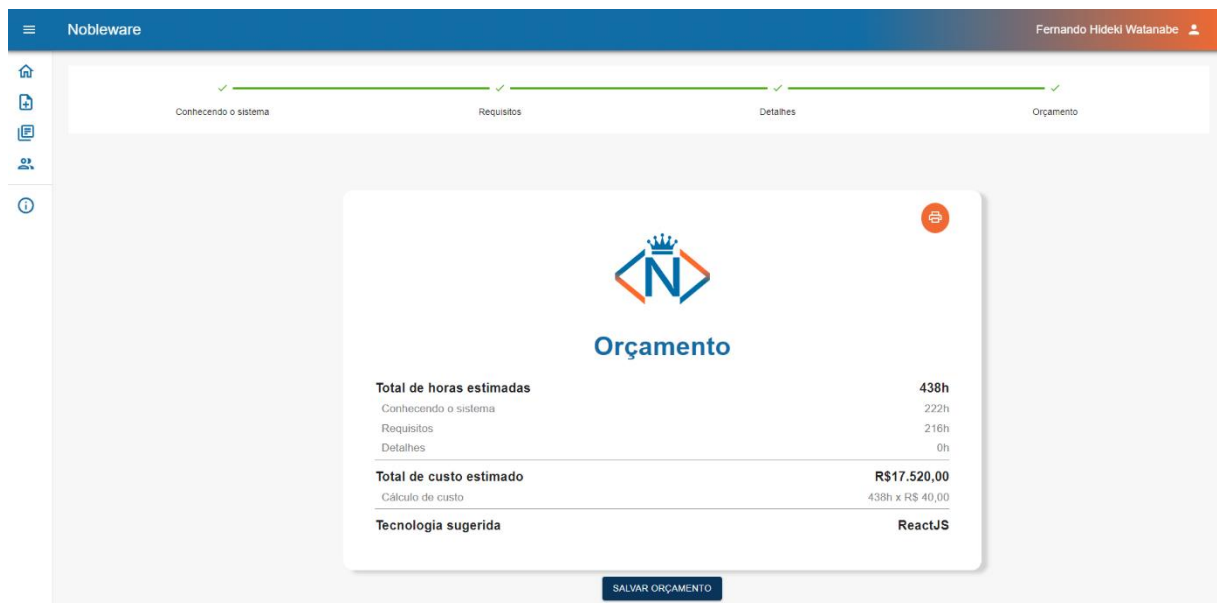 Nobleware Fernando Hideki Watanabe
Conhecendo o sistema Requisitos Detalhes Orçamento
N
Orçamento
Total de horas estimadas 438h
Conhecendo o sistema 222h
Requisitos 216h
Detalhes 0h
Total de custo estimado R$17.520,00
Cálculo de custo 438h x R$ 40,00
Tecnologia sugerida ReactJS
SALVAR ORÇAMENTO